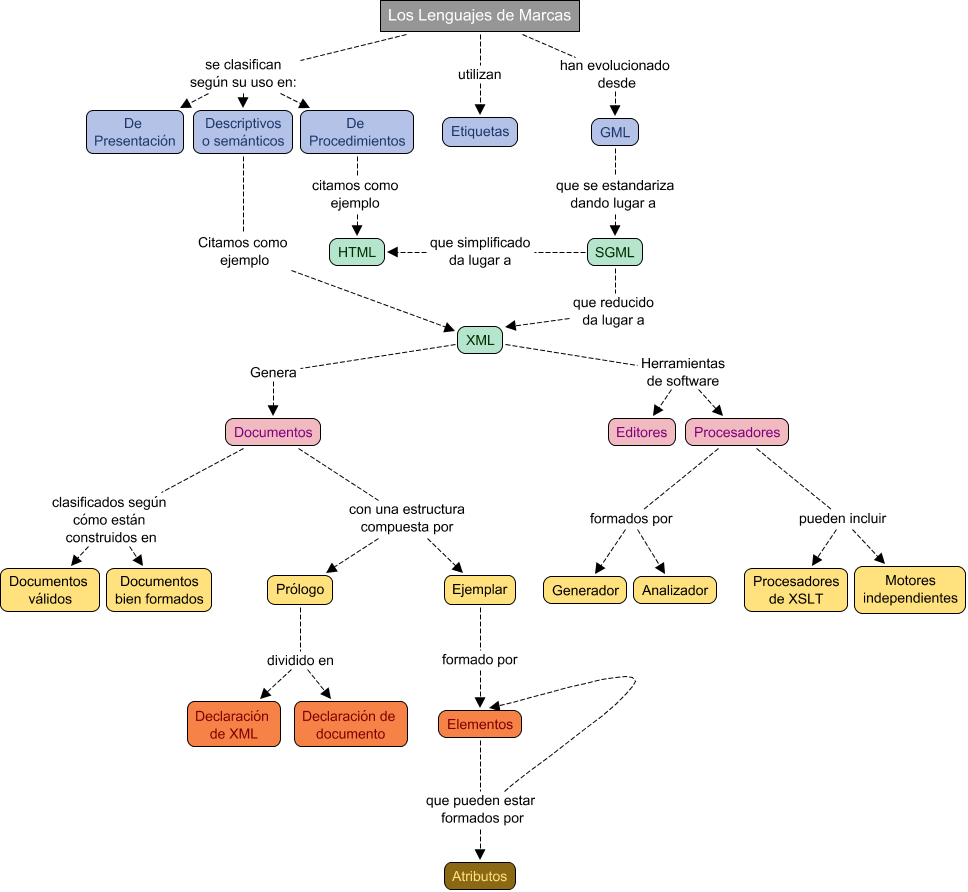 Los Lenguajes de Marcas
se clasifican
según su uso en:
utilizan
han evolucionado
desde
De
Presentación
Descriptivos
o semánticos
De
Procedimientos
Etiquetas
GML
citamos como
ejemplo
que se estandariza
dando lugar a
Citamos como
ejemplo
HTML
que simplificado
da lugar a
SGML
que reducido
da lugar a
XML
Genera
Herramientas
de software
Documentos
Editores
Procesadores
clasificados según
cómo están
construidos en
con una estructura
compuesta por
formados por
pueden incluir
Documentos
válidos
Documentos
bien formados
Prólogo
Ejemplar
Generador
Analizador
Procesadores
de XSLT
Motores
independientes
dividido en
formado por
Declaración
de XML
Declaración de
documento
Elementos
que pueden estar
formados por
Atributos